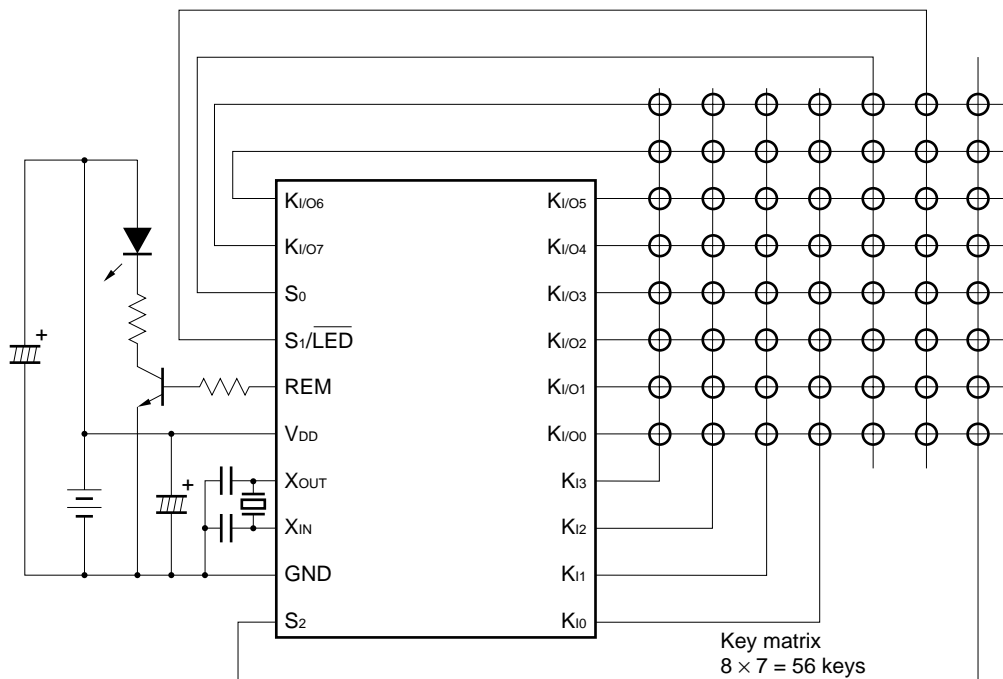 KI/O6
KI/O7
S0
S1/LED
REM
VDD
XOUT
XIN
GND
S2
KI/O5
KI/O4
KI/O3
KI/O2
KI/O1
KI/O0
KI3
KI2
KI1
KI0
+
+
Key matrix
8 × 7 = 56 keys